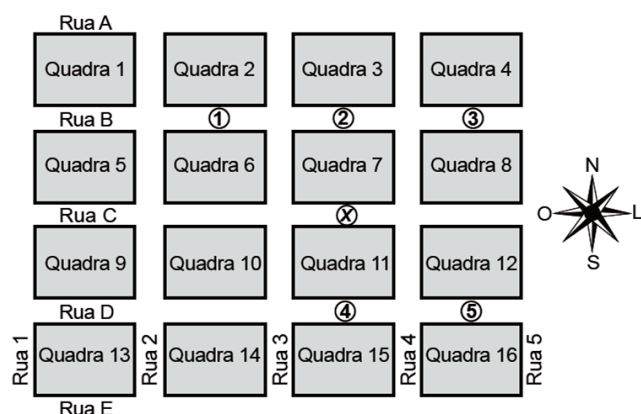 Rua A
Quadra 1 Quadra 2 Quadra 3 Quadra 4
Rua B 1 2 3
Quadra 5 Quadra 6 Quadra 7 Quadra 8
N
Rua C X O L
S
Quadra 9 Quadra 10 Quadra 11 Quadra 12
Rua D 4 5
Rua 1 Quadra 13 Rua 2 Quadra 14 Rua 3 Quadra 15 Rua 4 Quadra 16 Rua 5
Rua E